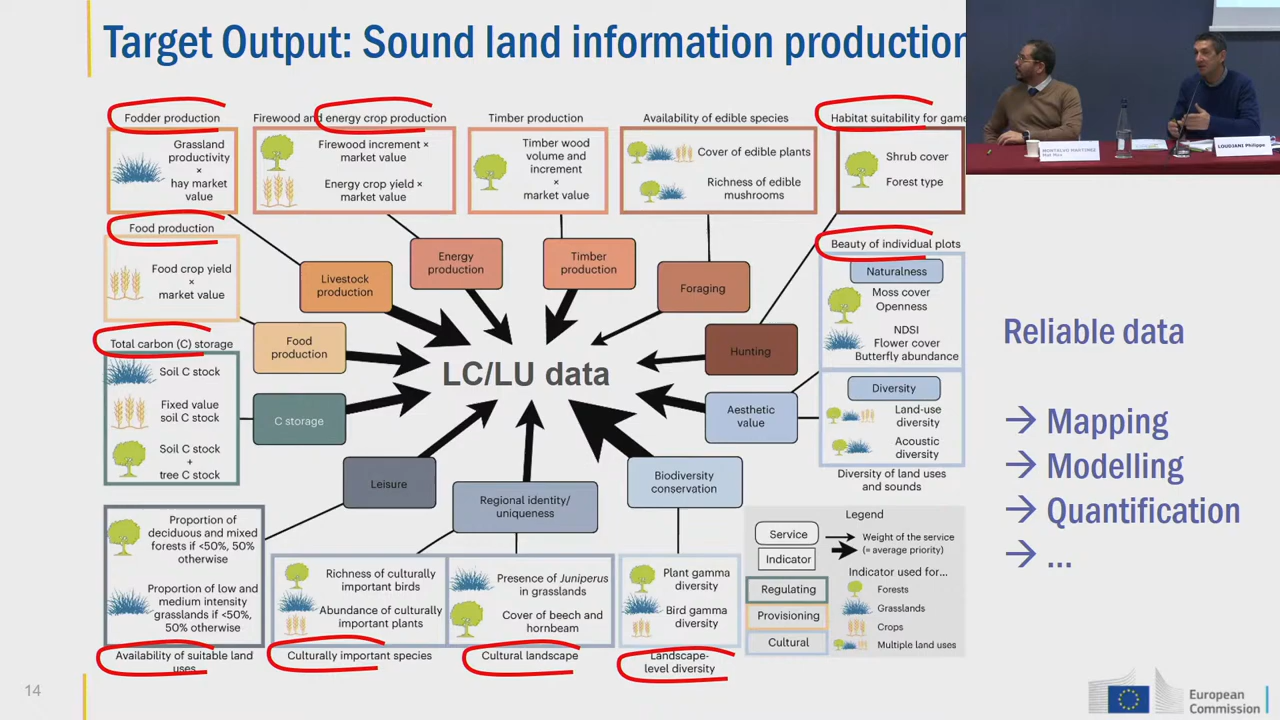 Target Output: Sound land information production
Fodder production
Grassland
productivity
×
hay market
value
Firewood and energy crop production
Firewood increment ×
market value
Energy crop yield ×
market value
Timber production
Timber wood
volume and
increment
×
market value
Availability of edible species
Cover of edible plants
Richness of edible
mushrooms
Habitat suitability for game
Shrub cover
Forest type
MONTALVO MARTINEZ
LOUDJANI Philippe
Food production
Food crop yield
×
market value
Livestock
production
Energy
production
Timber
production
Foraging
Beauty of individual plots
Naturalness
Moss cover
Openness
NDSI
Flower cover
Butterfly abundance
Food
production
Hunting
LC/LU data
Total carbon (C) storage
Soil C stock
Fixed value
soil C stock
Soil C stock
+
tree C stock
C storage
Aesthetic
value
Diversity
Land-use
diversity
Acoustic
diversity
Diversity of land uses
and sounds
Leisure
Regional identity/
uniqueness
Biodiversity
conservation
Proportion of
deciduous and mixed
forests if <50%, 50%
otherwise
Proportion of low and
medium intensity
grasslands if <50%,
50% otherwise
Availability of suitable land
uses
Richness of culturally
important birds
Abundance of culturally
important plants
Culturally important species
Presence of Juniperus
in grasslands
Cover of beech and
hornbeam
Cultural landscape
Plant gamma
diversity
Bird gamma
diversity
Landscape-
level diversity
Legend
Service
Indicator
Regulating
Provisioning
Cultural
Weight of the service
(= average priority)
Indicator used for...
Forests
Grasslands
Crops
Multiple land uses
Reliable data
→ Mapping
→ Modelling
→ Quantification
→ ...
14
European
Commission